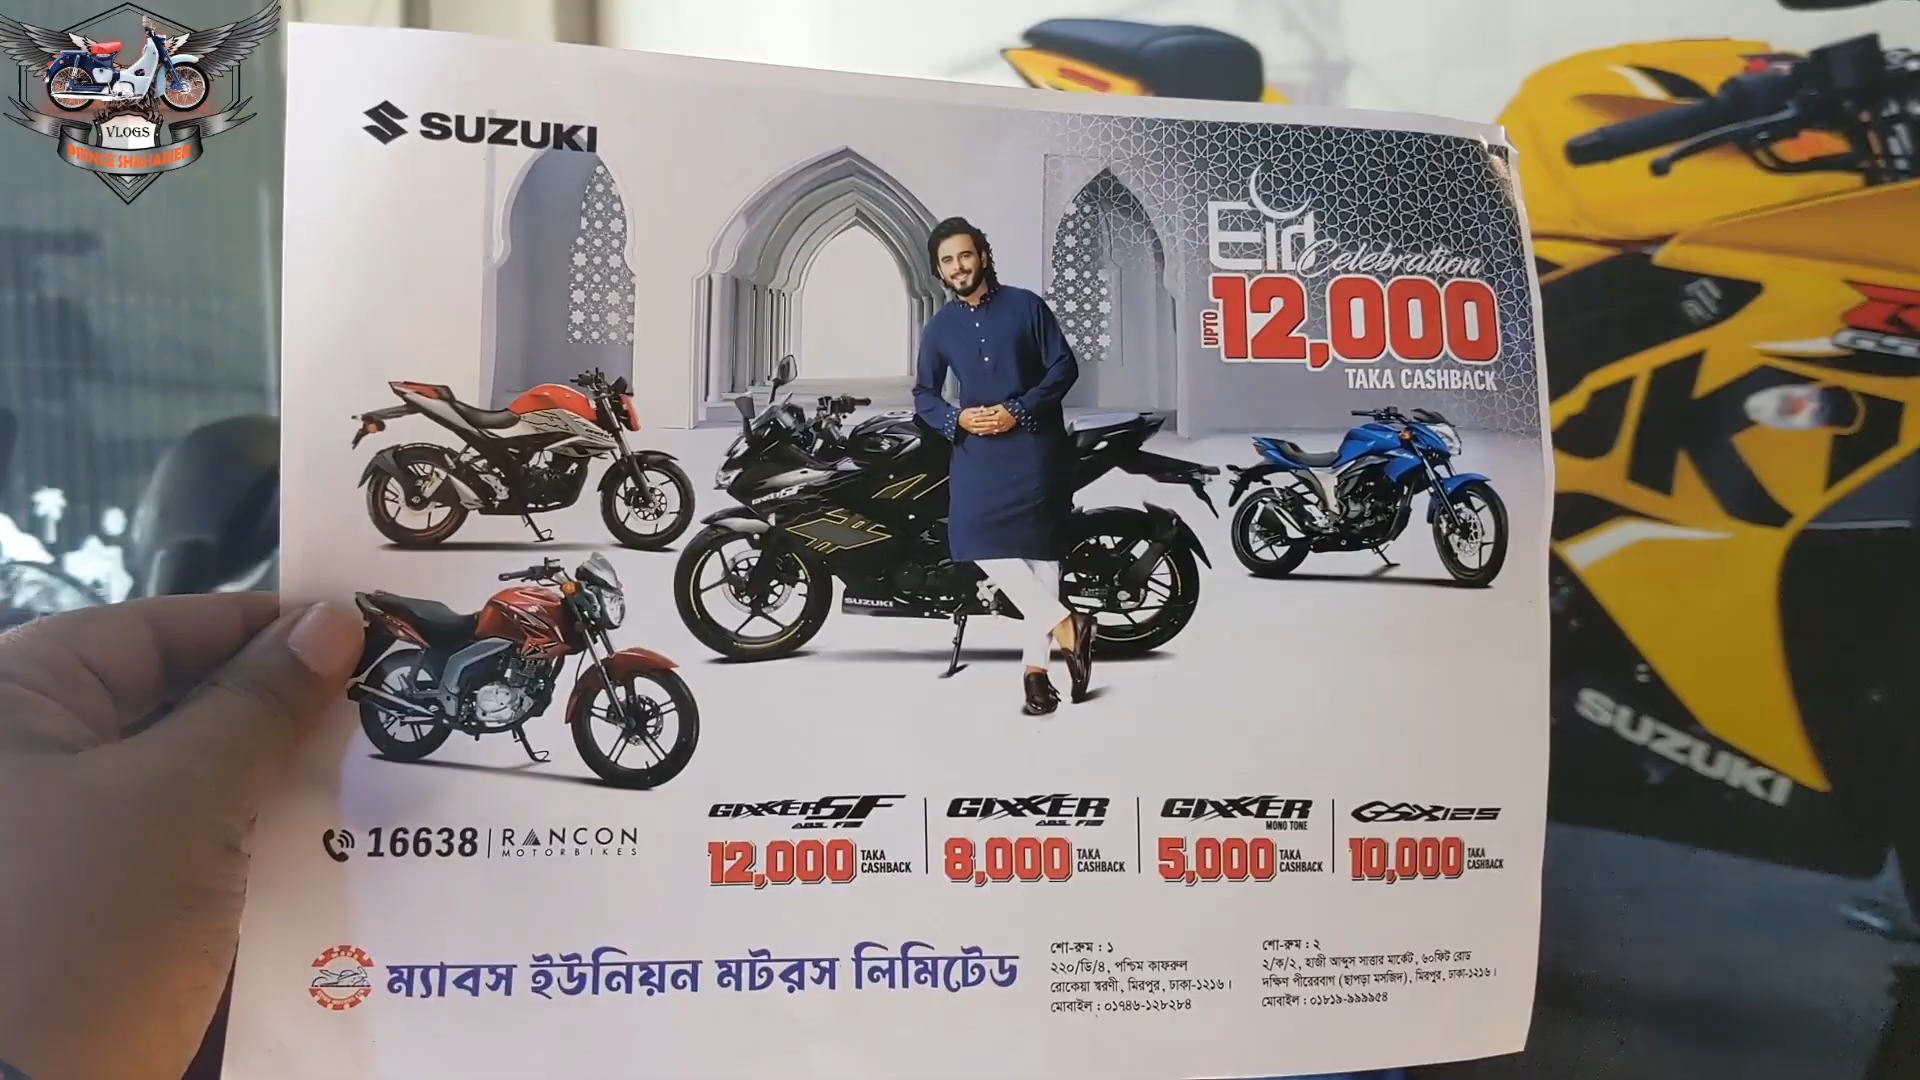 VLOGS
PRINCE SHAHARIER
SUZUKI
Eid Celebration
UPTO 12,000
TAKA CASHBACK
GIXXER SF
SUZUKI
16638 | RANCON
MOTORBIKES
GIXXER SF
ABS, FI
12,000 TAKA CASHBACK
GIXXER
ABS, FI
8,000 TAKA CASHBACK
GIXXER
MONO TONE
5,000 TAKA CASHBACK
GSX125
10,000 TAKA CASHBACK
ম্যাবস ইউনিয়ন মটরস লিমিটেড
শো-রুম : ১
২২০/ডি/৪, পশ্চিম কাফরুল
রোকেয়া স্বরণী, মিরপুর, ঢাকা-১২১৬।
মোবাইল : ০১৭৪৬-১২৮২৮৪
শো-রুম : ২
২/ক/২, হাজী আব্দুস সাত্তার মার্কেট, ৬০ফিট রোড
দক্ষিণ পীরেরবাগ (ছাপড়া মসজিদ), মিরপুর, ঢাকা-১২১৬।
মোবাইল : ০১৮১৯-৯৯৯৯৫৪
SUZUKI